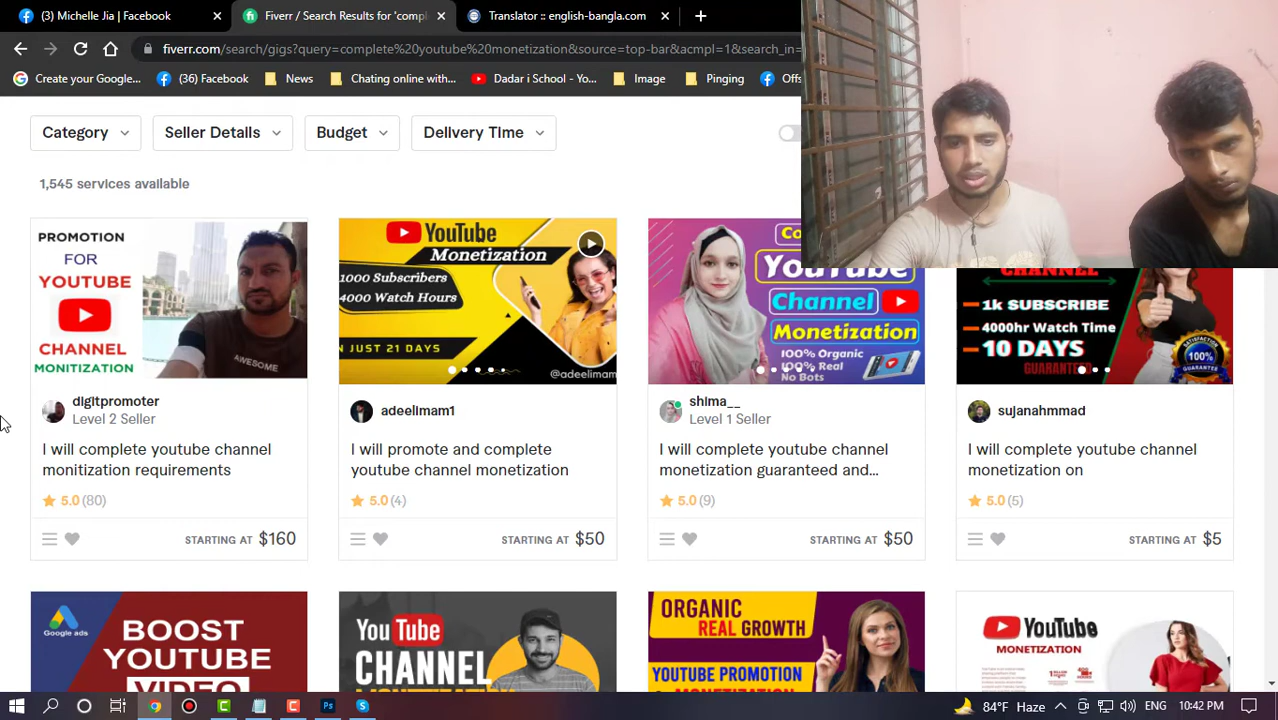 (3) Michelle Jia | Facebook
Fiverr / Search Results for 'compl
Translator :: english-bangla.com
fiverr.com/search/gigs?query=complete%20youtube%20monetization&source=top-bar&acmpl=1&search_in=
Create your Google...
(36) Facebook
News
Chating online with...
Dadar i School - Yo...
Image
Pinging
Offs
Category
Seller Details
Budget
Delivery Time
1,545 services available
PROMOTION
FOR
YOUTUBE
CHANNEL
MONITIZATION
AWESOME
YouTube
Monetization
1000 Subscribers
4000 Watch Hours
N JUST 21 DAYS
@adeelimam
Co
YouTube
Channel
Monetization
100% Organic
100% Real
No Bots
CHANNEL
1k SUBSCRIBE
4000hr Watch Time
10 DAYS
GUARANTEED
SATISFACTION
100%
digitpromoter
Level 2 Seller
adeelimam1
shima__
Level 1 Seller
sujanahmmad
I will complete youtube channel
monitization requirements
I will promote and complete
youtube channel monetization
I will complete youtube channel
monetization guaranteed and...
I will complete youtube channel
monetization on
5.0 (80)
5.0 (4)
5.0 (9)
5.0 (5)
STARTING AT $160
STARTING AT $50
STARTING AT $50
STARTING AT $5
Google ads
BOOST
YOUTUBE
VIDEO
YouTube
CHANNEL
ORGANIC
REAL GROWTH
YOUTUBE PROMOTION
YouTube
MONETIZATION
84°F Haze
ENG
10:42 PM